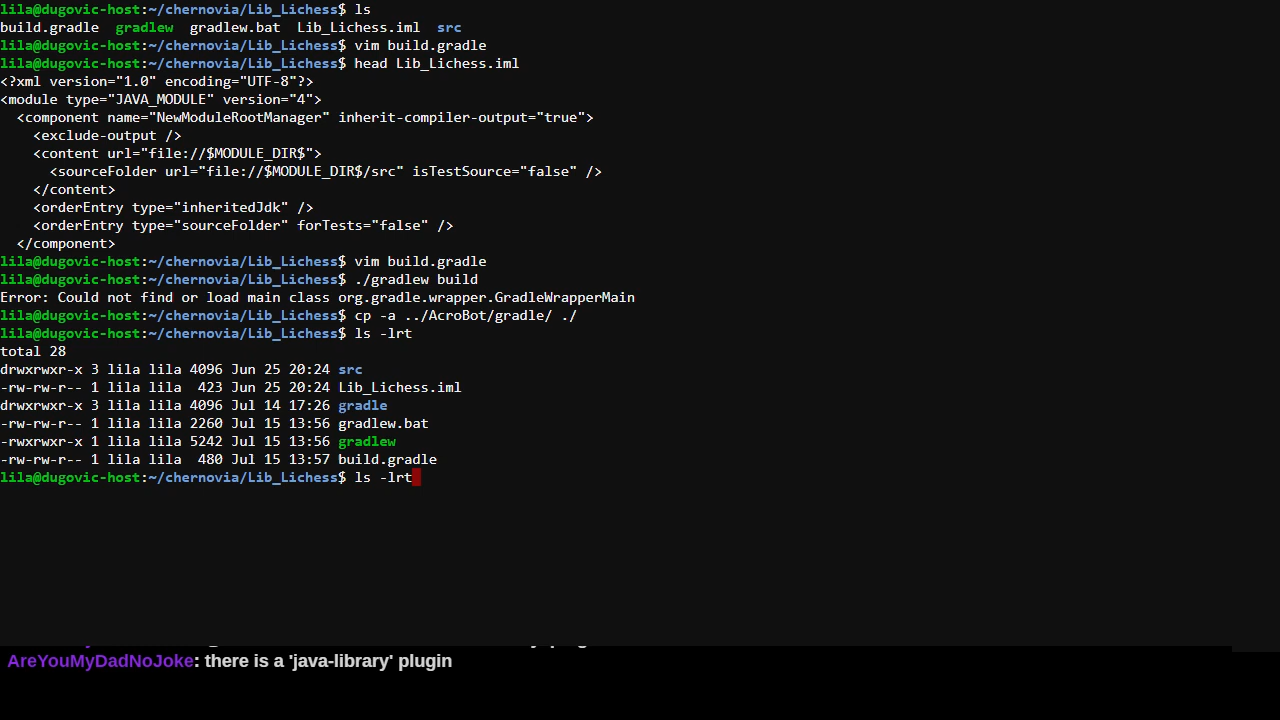 lila@dugovic-host:~/chernovia/Lib_Lichess$ ls
build.gradle  gradlew  gradlew.bat  Lib_Lichess.iml  src
lila@dugovic-host:~/chernovia/Lib_Lichess$ vim build.gradle
lila@dugovic-host:~/chernovia/Lib_Lichess$ head Lib_Lichess.iml
<?xml version="1.0" encoding="UTF-8"?>
<module type="JAVA_MODULE" version="4">
  <component name="NewModuleRootManager" inherit-compiler-output="true">
    <exclude-output />
    <content url="file://$MODULE_DIR$">
      <sourceFolder url="file://$MODULE_DIR$/src" isTestSource="false" />
    </content>
    <orderEntry type="inheritedJdk" />
    <orderEntry type="sourceFolder" forTests="false" />
  </component>
lila@dugovic-host:~/chernovia/Lib_Lichess$ vim build.gradle
lila@dugovic-host:~/chernovia/Lib_Lichess$ ./gradlew build
Error: Could not find or load main class org.gradle.wrapper.GradleWrapperMain
lila@dugovic-host:~/chernovia/Lib_Lichess$ cp -a ../AcroBot/gradle/ ./
lila@dugovic-host:~/chernovia/Lib_Lichess$ ls -lrt
total 28
drwxrwxr-x 3 lila lila 4096 Jun 25 20:24 src
-rw-rw-r-- 1 lila lila  423 Jun 25 20:24 Lib_Lichess.iml
drwxrwxr-x 3 lila lila 4096 Jul 14 17:26 gradle
-rw-rw-r-- 1 lila lila 2260 Jul 15 13:56 gradlew.bat
-rwxrwxr-x 1 lila lila 5242 Jul 15 13:56 gradlew
-rw-rw-r-- 1 lila lila  480 Jul 15 13:57 build.gradle
lila@dugovic-host:~/chernovia/Lib_Lichess$ ls -lrt
AreYouMyDadNoJoke: there is a 'java-library' plugin